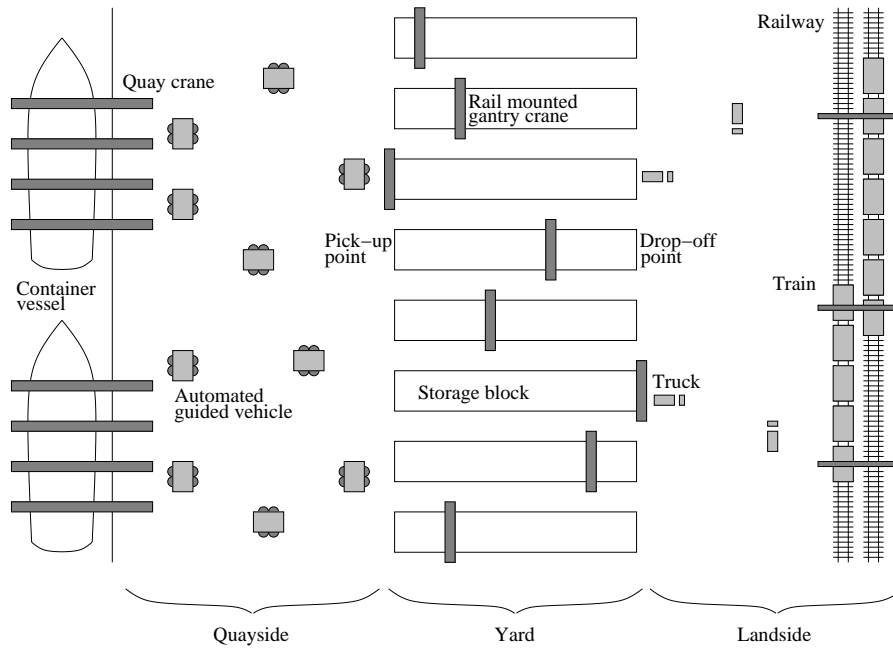 Railway
Quay crane
Rail mounted
gantry crane
Pick−up
point
Drop−off
point
Container
vessel
Train
Automated
guided vehicle
Storage block
Truck
Quayside
Yard
Landside